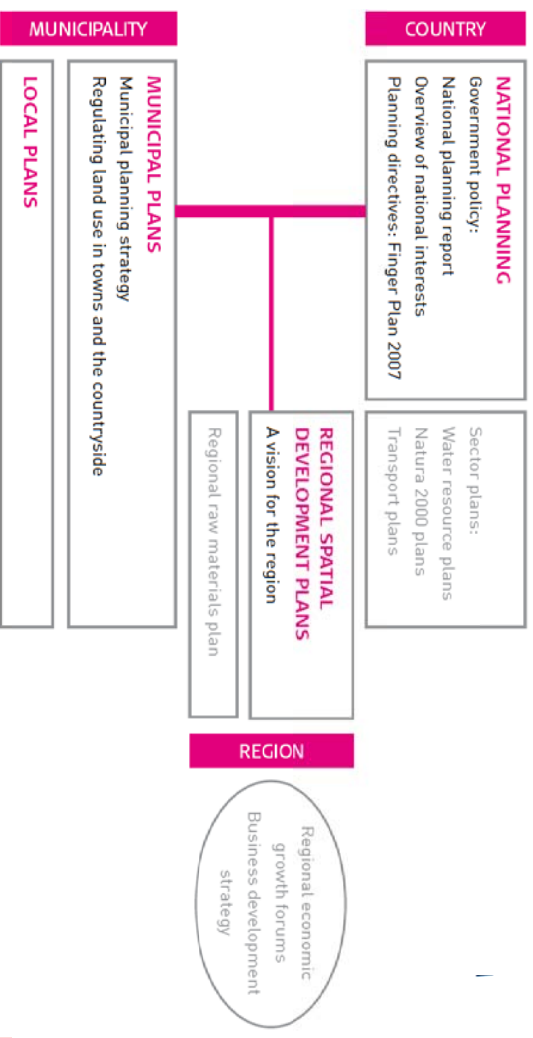 COUNTRY
NATIONAL PLANNING
Government policy:
National planning report
Overview of national interests
Planning directives: Finger Plan 2007
Sector plans:
Water resource plans
Natura 2000 plans
Transport plans
REGIONAL SPATIAL
DEVELOPMENT PLANS
A vision for the region
Regional raw materials plan
REGION
Regional economic
growth forums
Business development
strategy
MUNICIPALITY
MUNICIPAL PLANS
Municipal planning strategy
Regulating land use in towns and the countryside
LOCAL PLANS